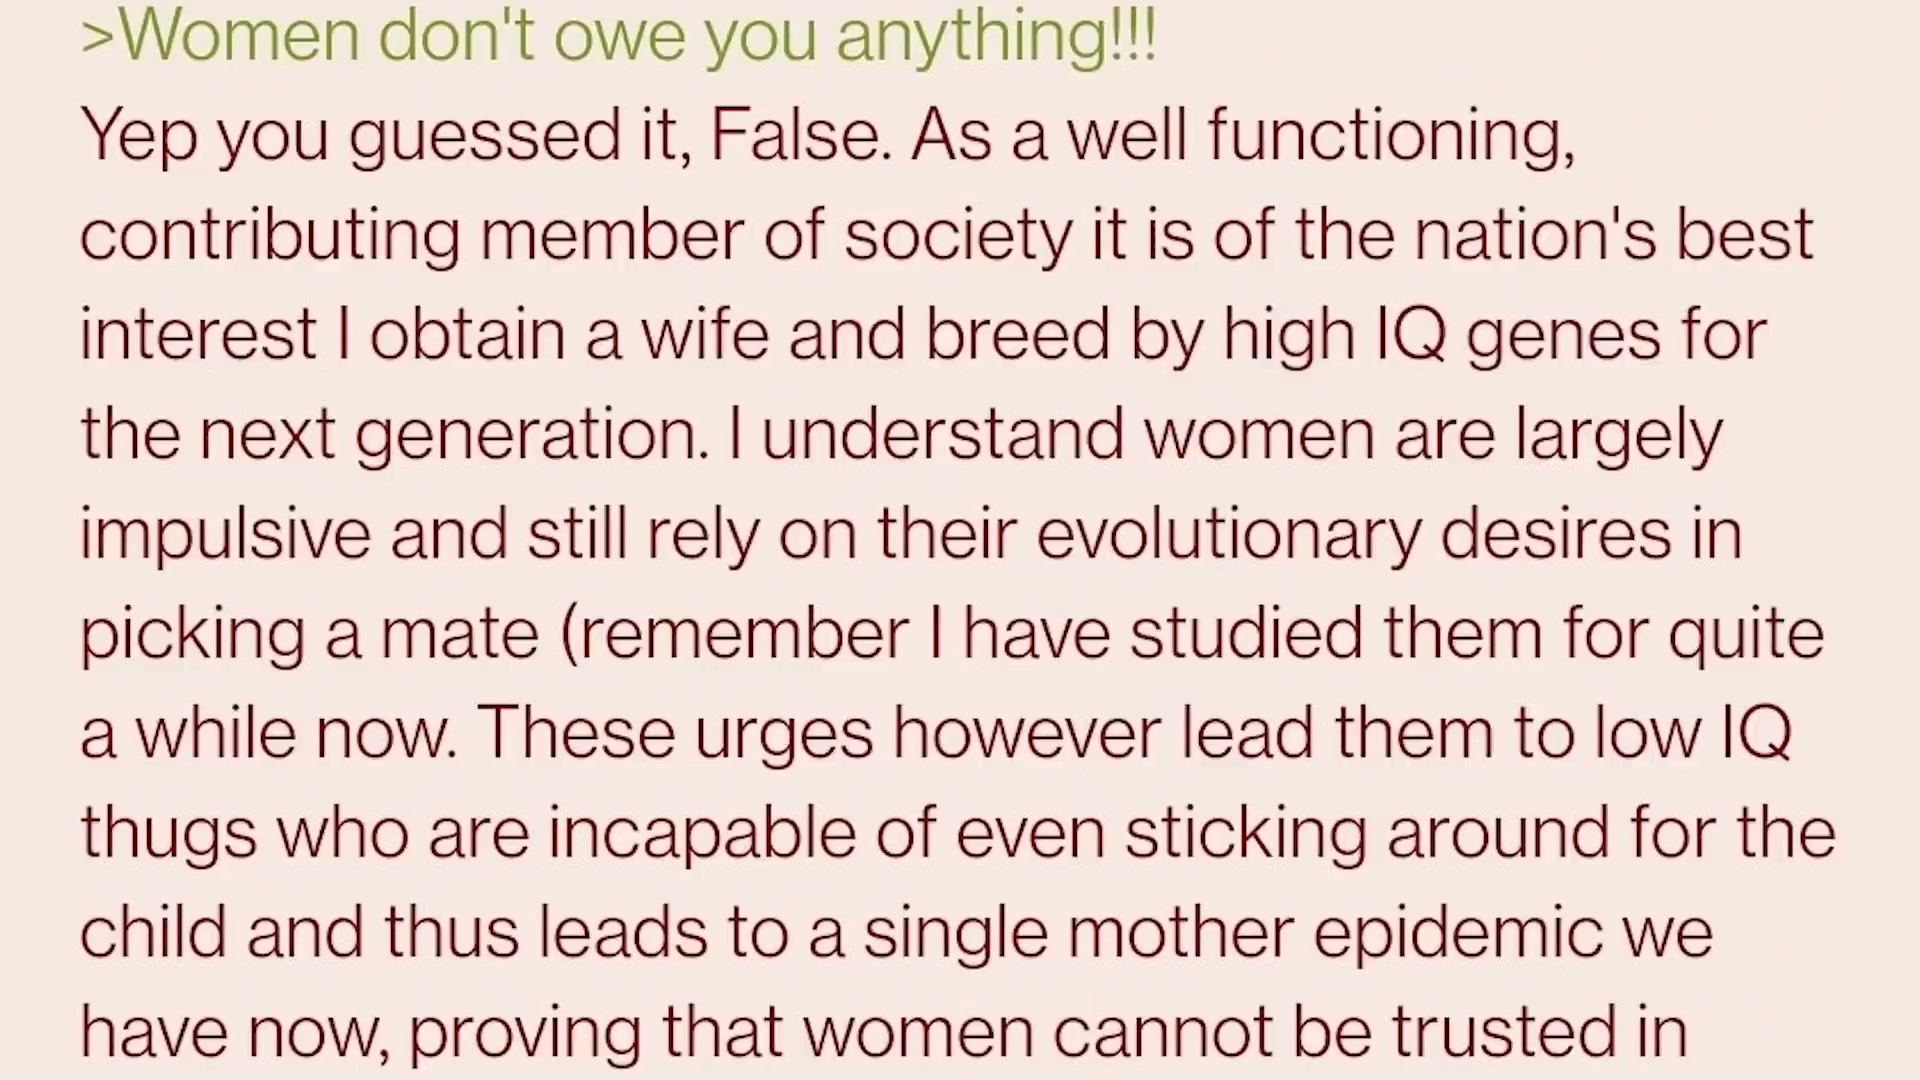 >Women don't owe you anything!!!
Yep you guessed it, False. As a well functioning,
contributing member of society it is of the nation's best
interest I obtain a wife and breed by high IQ genes for
the next generation. I understand women are largely
impulsive and still rely on their evolutionary desires in
picking a mate (remember I have studied them for quite
a while now. These urges however lead them to low IQ
thugs who are incapable of even sticking around for the
child and thus leads to a single mother epidemic we
have now, proving that women cannot be trusted in